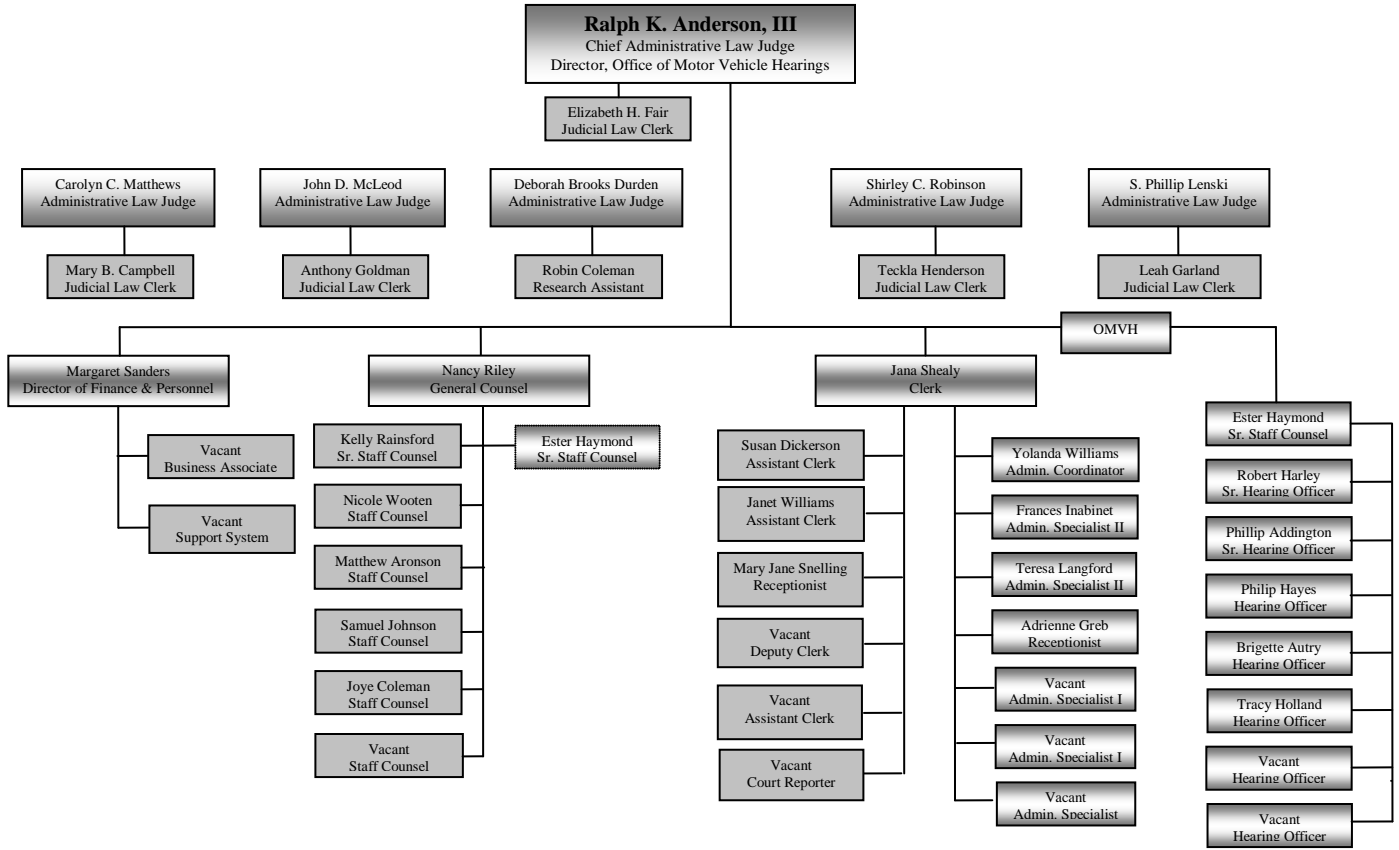 Ralph K. Anderson, III
Chief Administrative Law Judge
Director, Office of Motor Vehicle Hearings
Elizabeth H. Fair
Judicial Law Clerk
Carolyn C. Matthews
Administrative Law Judge
John D. McLeod
Administrative Law Judge
Deborah Brooks Durden
Administrative Law Judge
Shirley C. Robinson
Administrative Law Judge
S. Phillip Lenski
Administrative Law Judge
Mary B. Campbell
Judicial Law Clerk
Anthony Goldman
Judicial Law Clerk
Robin Coleman
Research Assistant
Teckla Henderson
Judicial Law Clerk
Leah Garland
Judicial Law Clerk
OMVH
Margaret Sanders
Director of Finance & Personnel
Vacant
Business Associate
Vacant
Support System
Nancy Riley
General Counsel
Kelly Rainsford
Sr. Staff Counsel
Ester Haymond
Sr. Staff Counsel
Nicole Wooten
Staff Counsel
Matthew Aronson
Staff Counsel
Samuel Johnson
Staff Counsel
Joye Coleman
Staff Counsel
Vacant
Staff Counsel
Jana Shealy
Clerk
Susan Dickerson
Assistant Clerk
Janet Williams
Assistant Clerk
Mary Jane Snelling
Receptionist
Vacant
Deputy Clerk
Vacant
Assistant Clerk
Vacant
Court Reporter
Yolanda Williams
Admin. Coordinator
Frances Inabinet
Admin. Specialist II
Teresa Langford
Admin. Specialist II
Adrienne Greb
Receptionist
Vacant
Admin. Specialist I
Vacant
Admin. Specialist I
Vacant
Admin. Specialist
Ester Haymond
Sr. Staff Counsel
Robert Harley
Sr. Hearing Officer
Phillip Addington
Sr. Hearing Officer
Philip Hayes
Hearing Officer
Brigette Autry
Hearing Officer
Tracy Holland
Hearing Officer
Vacant
Hearing Officer
Vacant
Hearing Officer